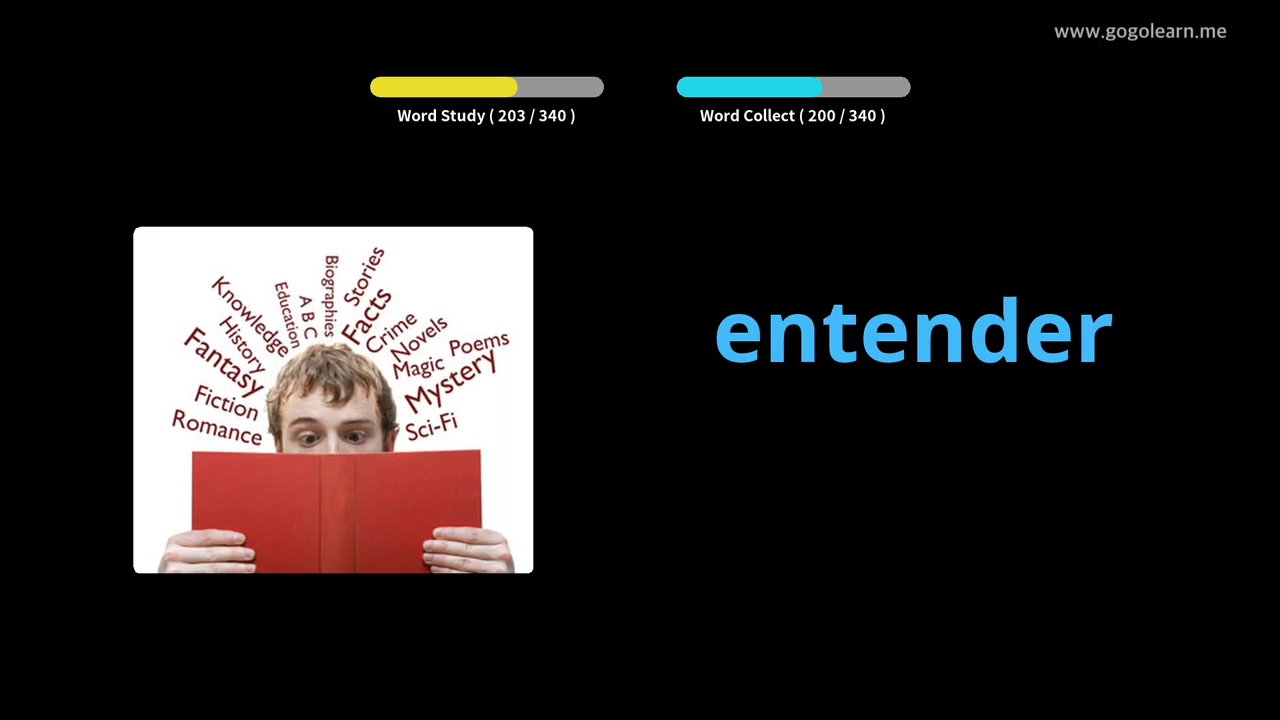 www.gogolearn.me
Word Study ( 203 / 340 )
Word Collect ( 200 / 340 )
Biographies
Stories
Education
A B C
Facts
Knowledge
Crime
History
Novels
Fantasy
Magic
Poems
Mystery
Fiction
Romance
Sci-Fi
entender